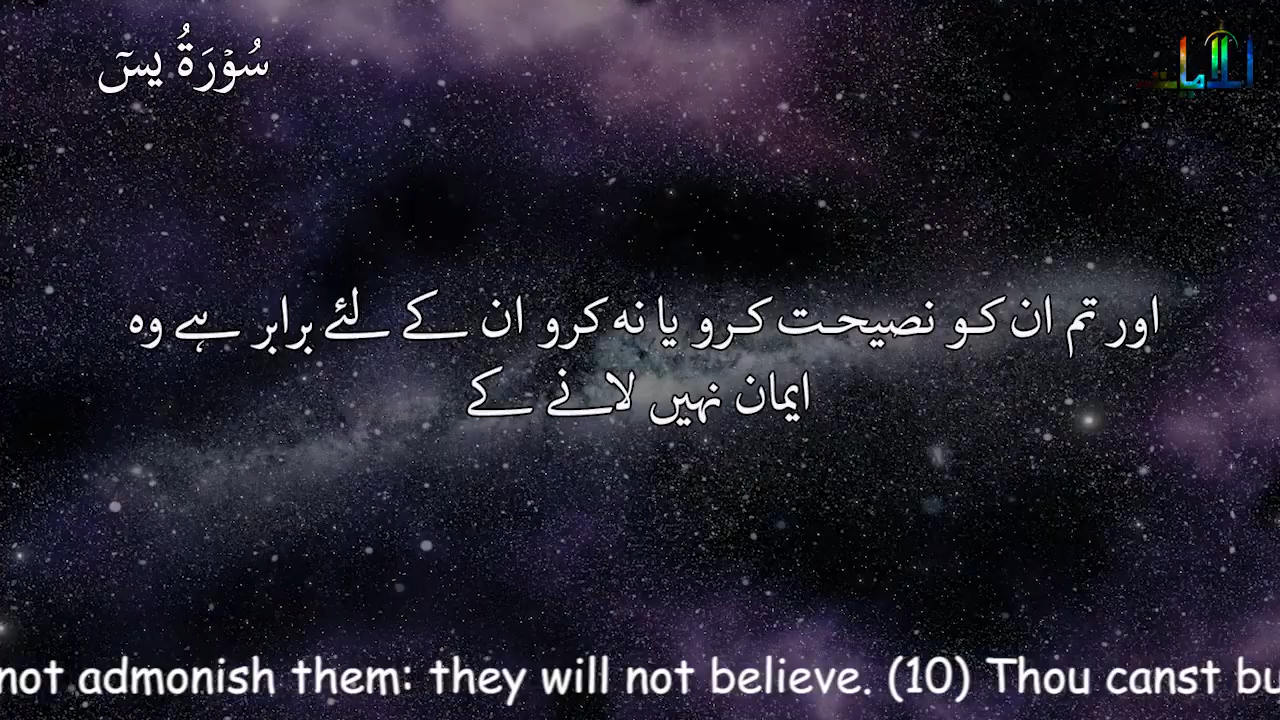 سُوۡرَةُ يسٓ
اور تم ان کو نصیحت کرو یا نہ کرو ان کے لئے برابر ہے وہ
ایمان نہیں لانے کے
not admonish them: they will not believe. (10) Thou canst bu